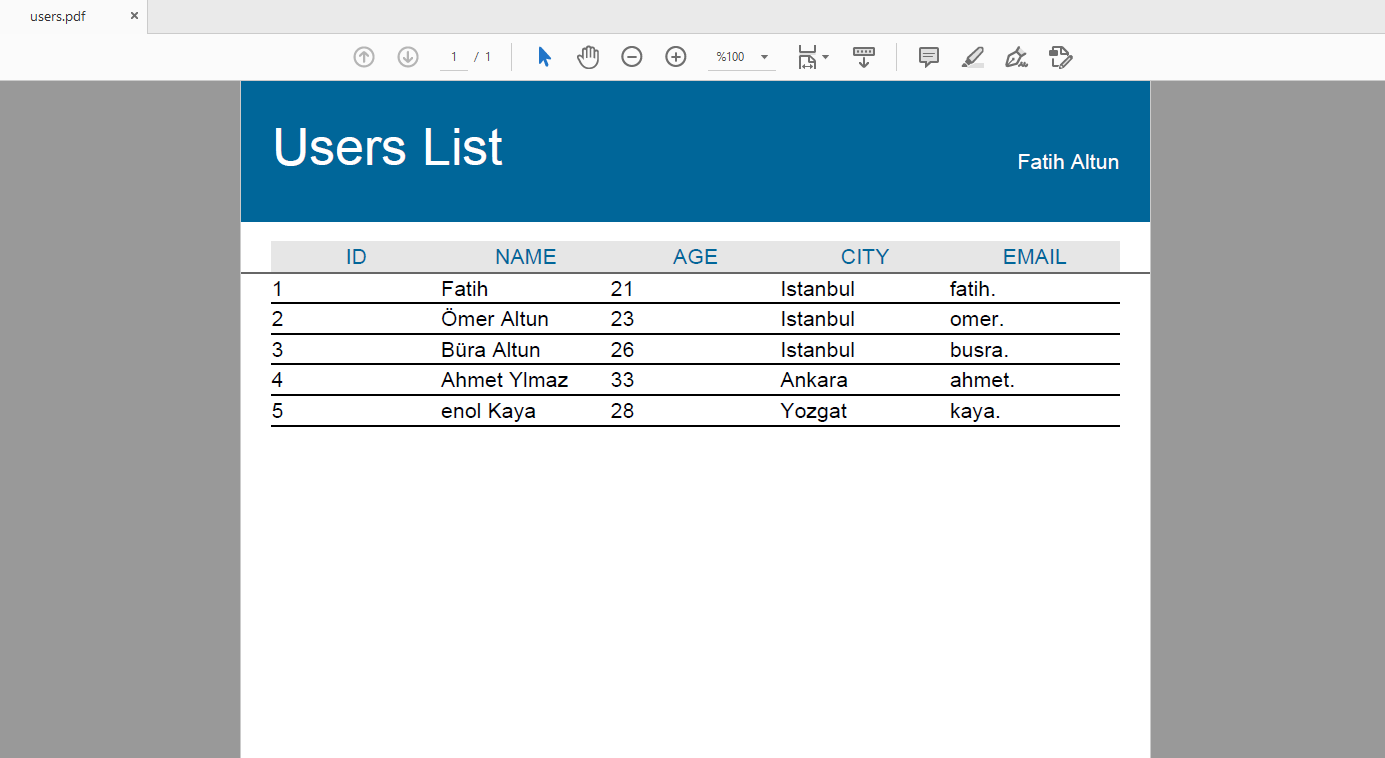 users.pdf ×
1 / 1 %100
Users List
Fatih Altun
ID NAME AGE CITY EMAIL
1 Fatih 21 Istanbul fatih.
2 Ömer Altun 23 Istanbul omer.
3 Büra Altun 26 Istanbul busra.
4 Ahmet Ylmaz 33 Ankara ahmet.
5 enol Kaya 28 Yozgat kaya.